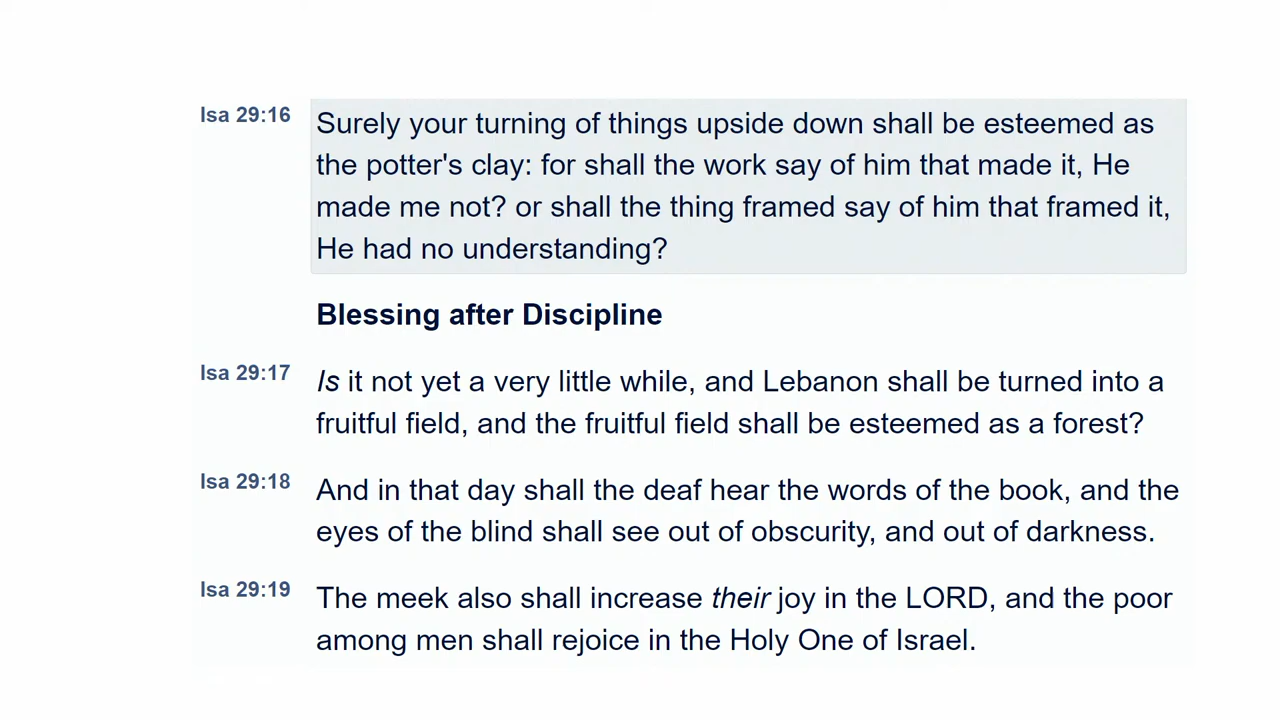 Isa 29:16 Surely your turning of things upside down shall be esteemed as
the potter's clay: for shall the work say of him that made it, He
made me not? or shall the thing framed say of him that framed it,
He had no understanding?
Blessing after Discipline
Isa 29:17 Is it not yet a very little while, and Lebanon shall be turned into a
fruitful field, and the fruitful field shall be esteemed as a forest?
Isa 29:18 And in that day shall the deaf hear the words of the book, and the
eyes of the blind shall see out of obscurity, and out of darkness.
Isa 29:19 The meek also shall increase their joy in the LORD, and the poor
among men shall rejoice in the Holy One of Israel.